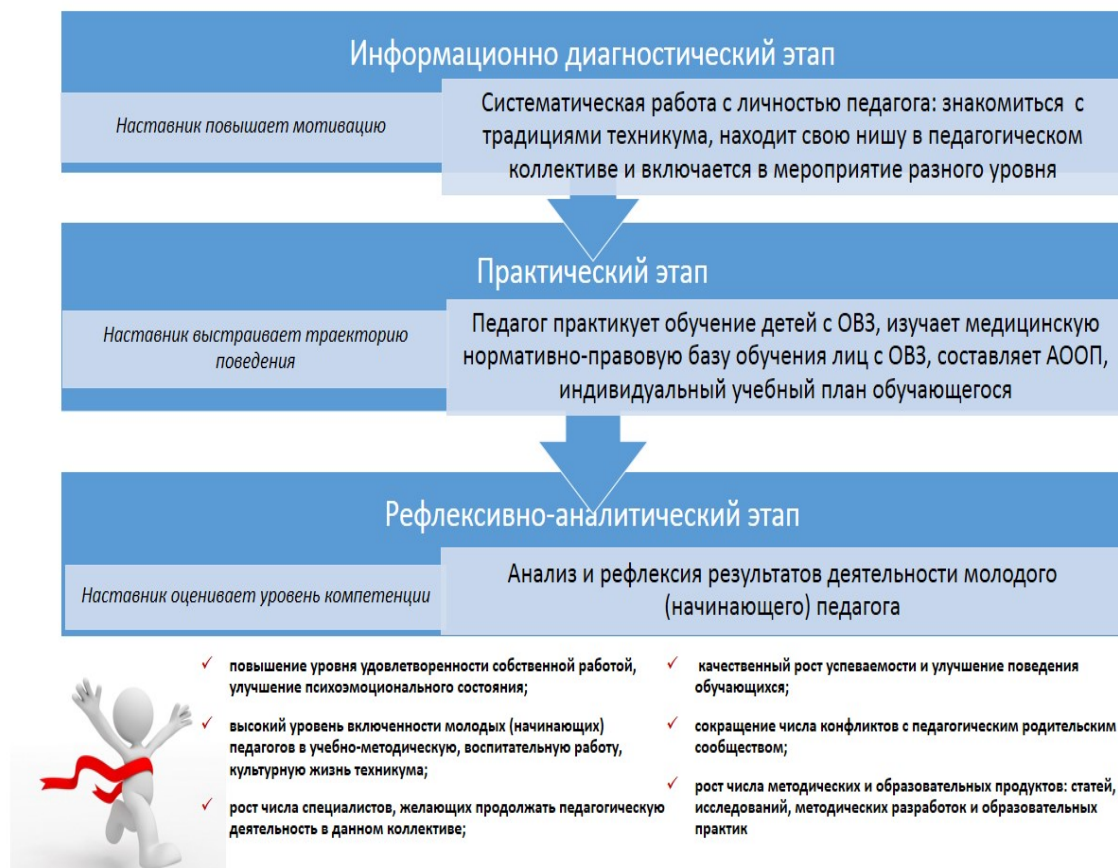 Информационно диагностический этап
Наставник повышает мотивацию
Систематическая работа с личностью педагога: знакомиться с
традициями техникума, находит свою нишу в педагогическом
коллективе и включается в мероприятие разного уровня
Практический этап
Наставник выстраивает траекторию
поведения
Педагог практикует обучение детей с ОВЗ, изучает медицинскую
нормативно-правовую базу обучения лиц с ОВЗ, составляет АООП,
индивидуальный учебный план обучающегося
Рефлексивно-аналитический этап
Наставник оценивает уровень компетенции
Анализ и рефлексия результатов деятельности молодого
(начинающего) педагога
повышение уровня удовлетворенности собственной работой,
улучшение психоэмоционального состояния;
высокий уровень включенности молодых (начинающих)
педагогов в учебно-методическую, воспитательную работу,
культурную жизнь техникума;
рост числа специалистов, желающих продолжать педагогическую
деятельность в данном коллективе;
качественный рост успеваемости и улучшение поведения
обучающихся;
сокращение числа конфликтов с педагогическим родительским
сообществом;
рост числа методических и образовательных продуктов: статей,
исследований, методических разработок и образовательных
практик